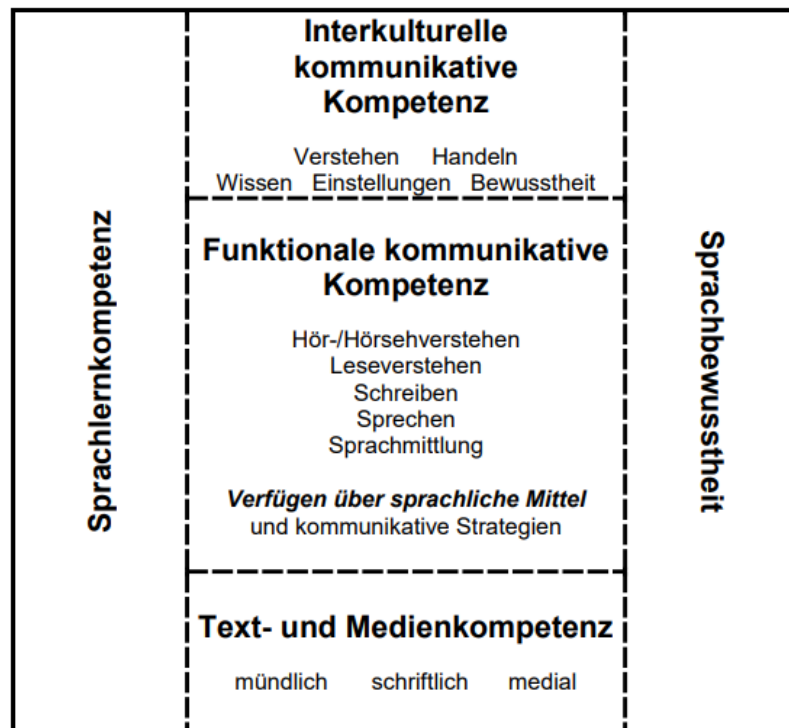 Interkulturelle
kommunikative
Kompetenz
Verstehen Handeln
Wissen Einstellungen Bewusstheit
Sprachlernkompetenz
Funktionale kommunikative
Kompetenz
Hör-/Hörsehverstehen
Leseverstehen
Schreiben
Sprechen
Sprachmittlung
Verfügen über sprachliche Mittel
und kommunikative Strategien
Sprachbewusstheit
Text- und Medienkompetenz
mündlich schriftlich medial